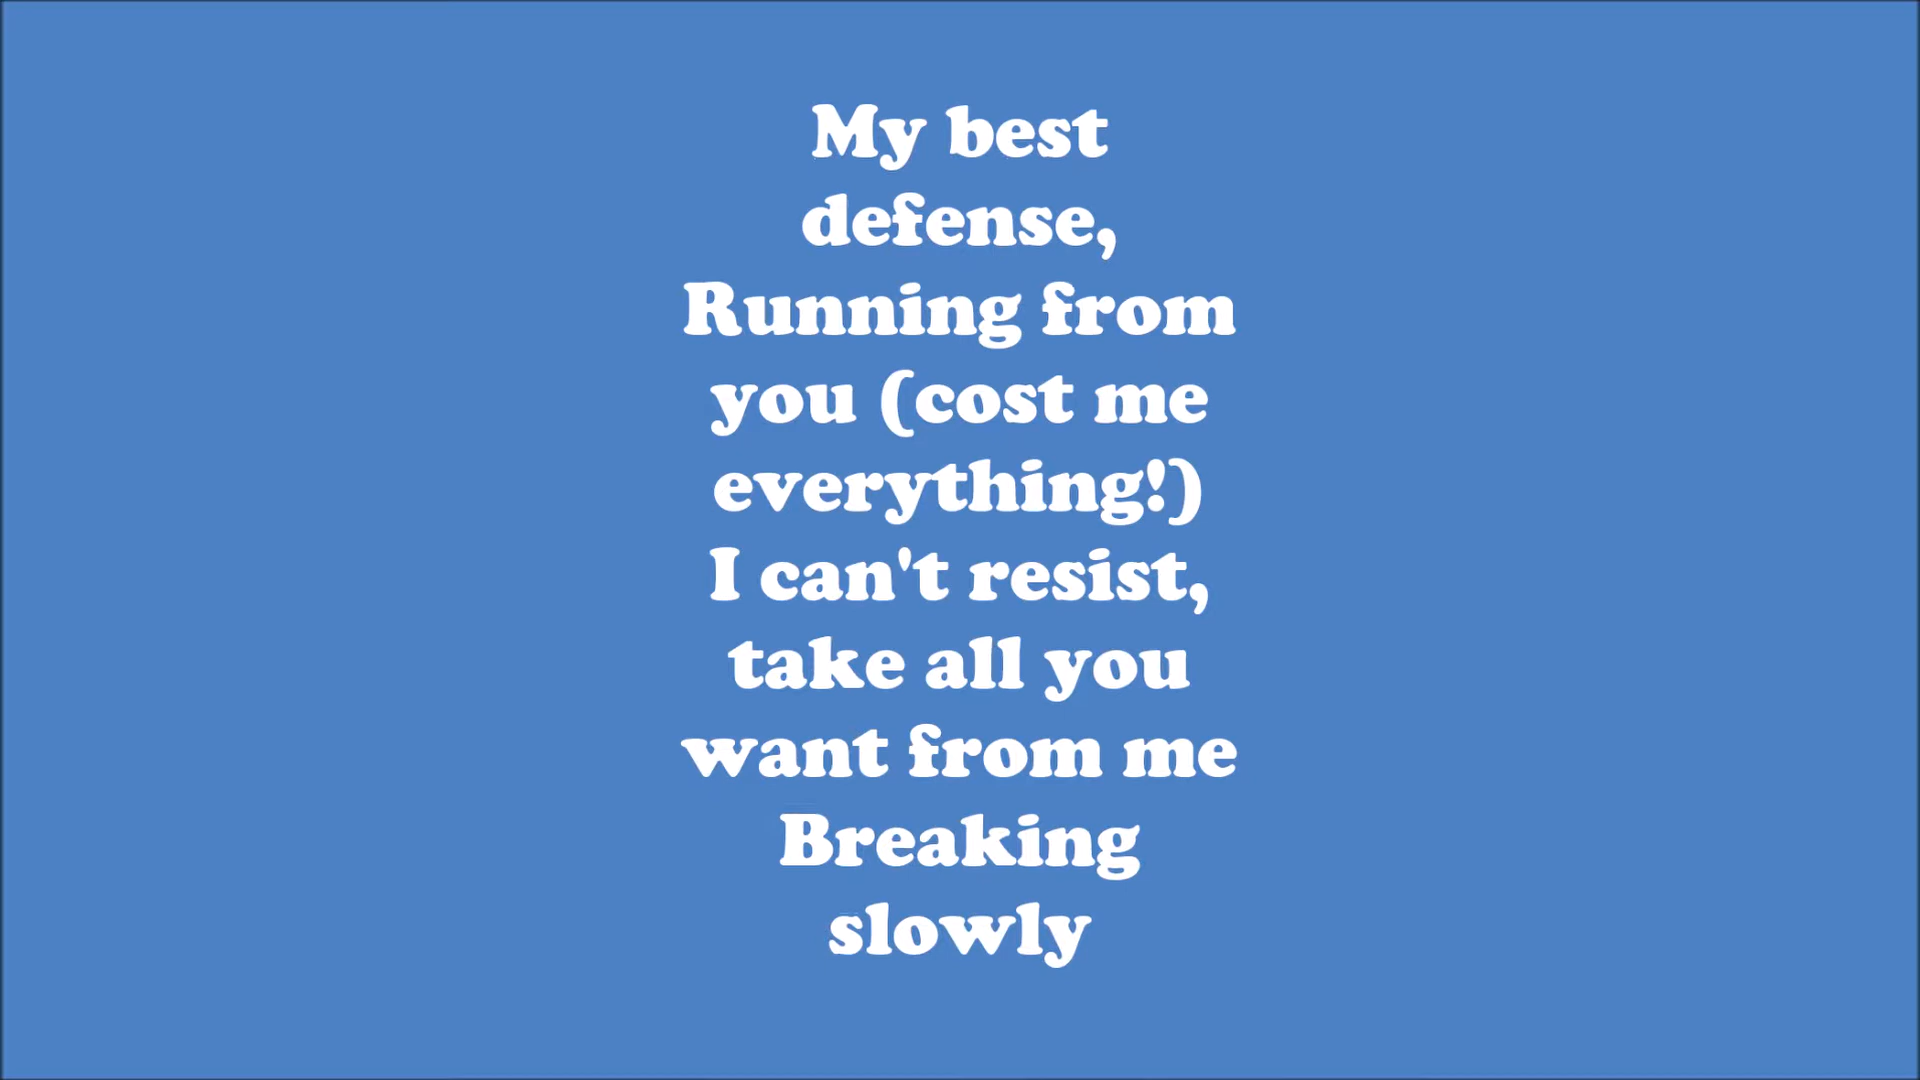 My best
defense,
Running from
you (cost me
everything!)
I can't resist,
take all you
want from me
Breaking
slowly